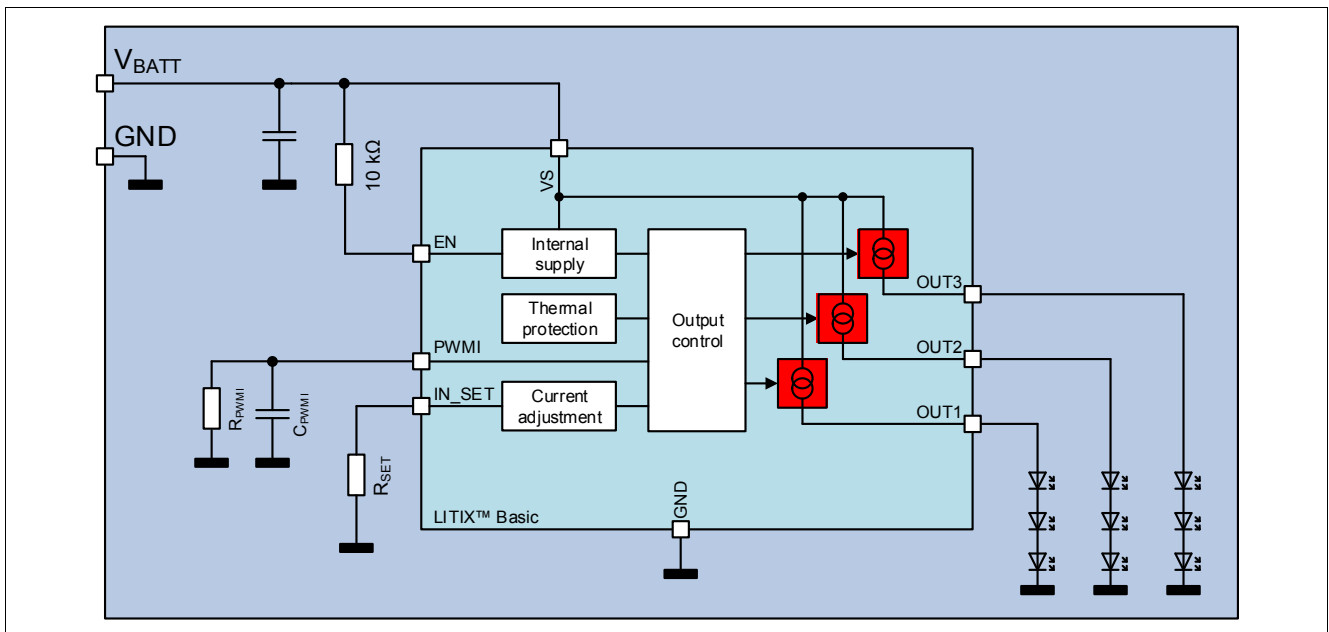 VBATT
GND
10 kΩ
VS
EN
Internal
supply
Thermal
protection
Output
control
OUT3
OUT2
PWMI
IN_SET
Current
adjustment
OUT1
RPWMI
CPWMI
RSET
GND
LITIX™ Basic